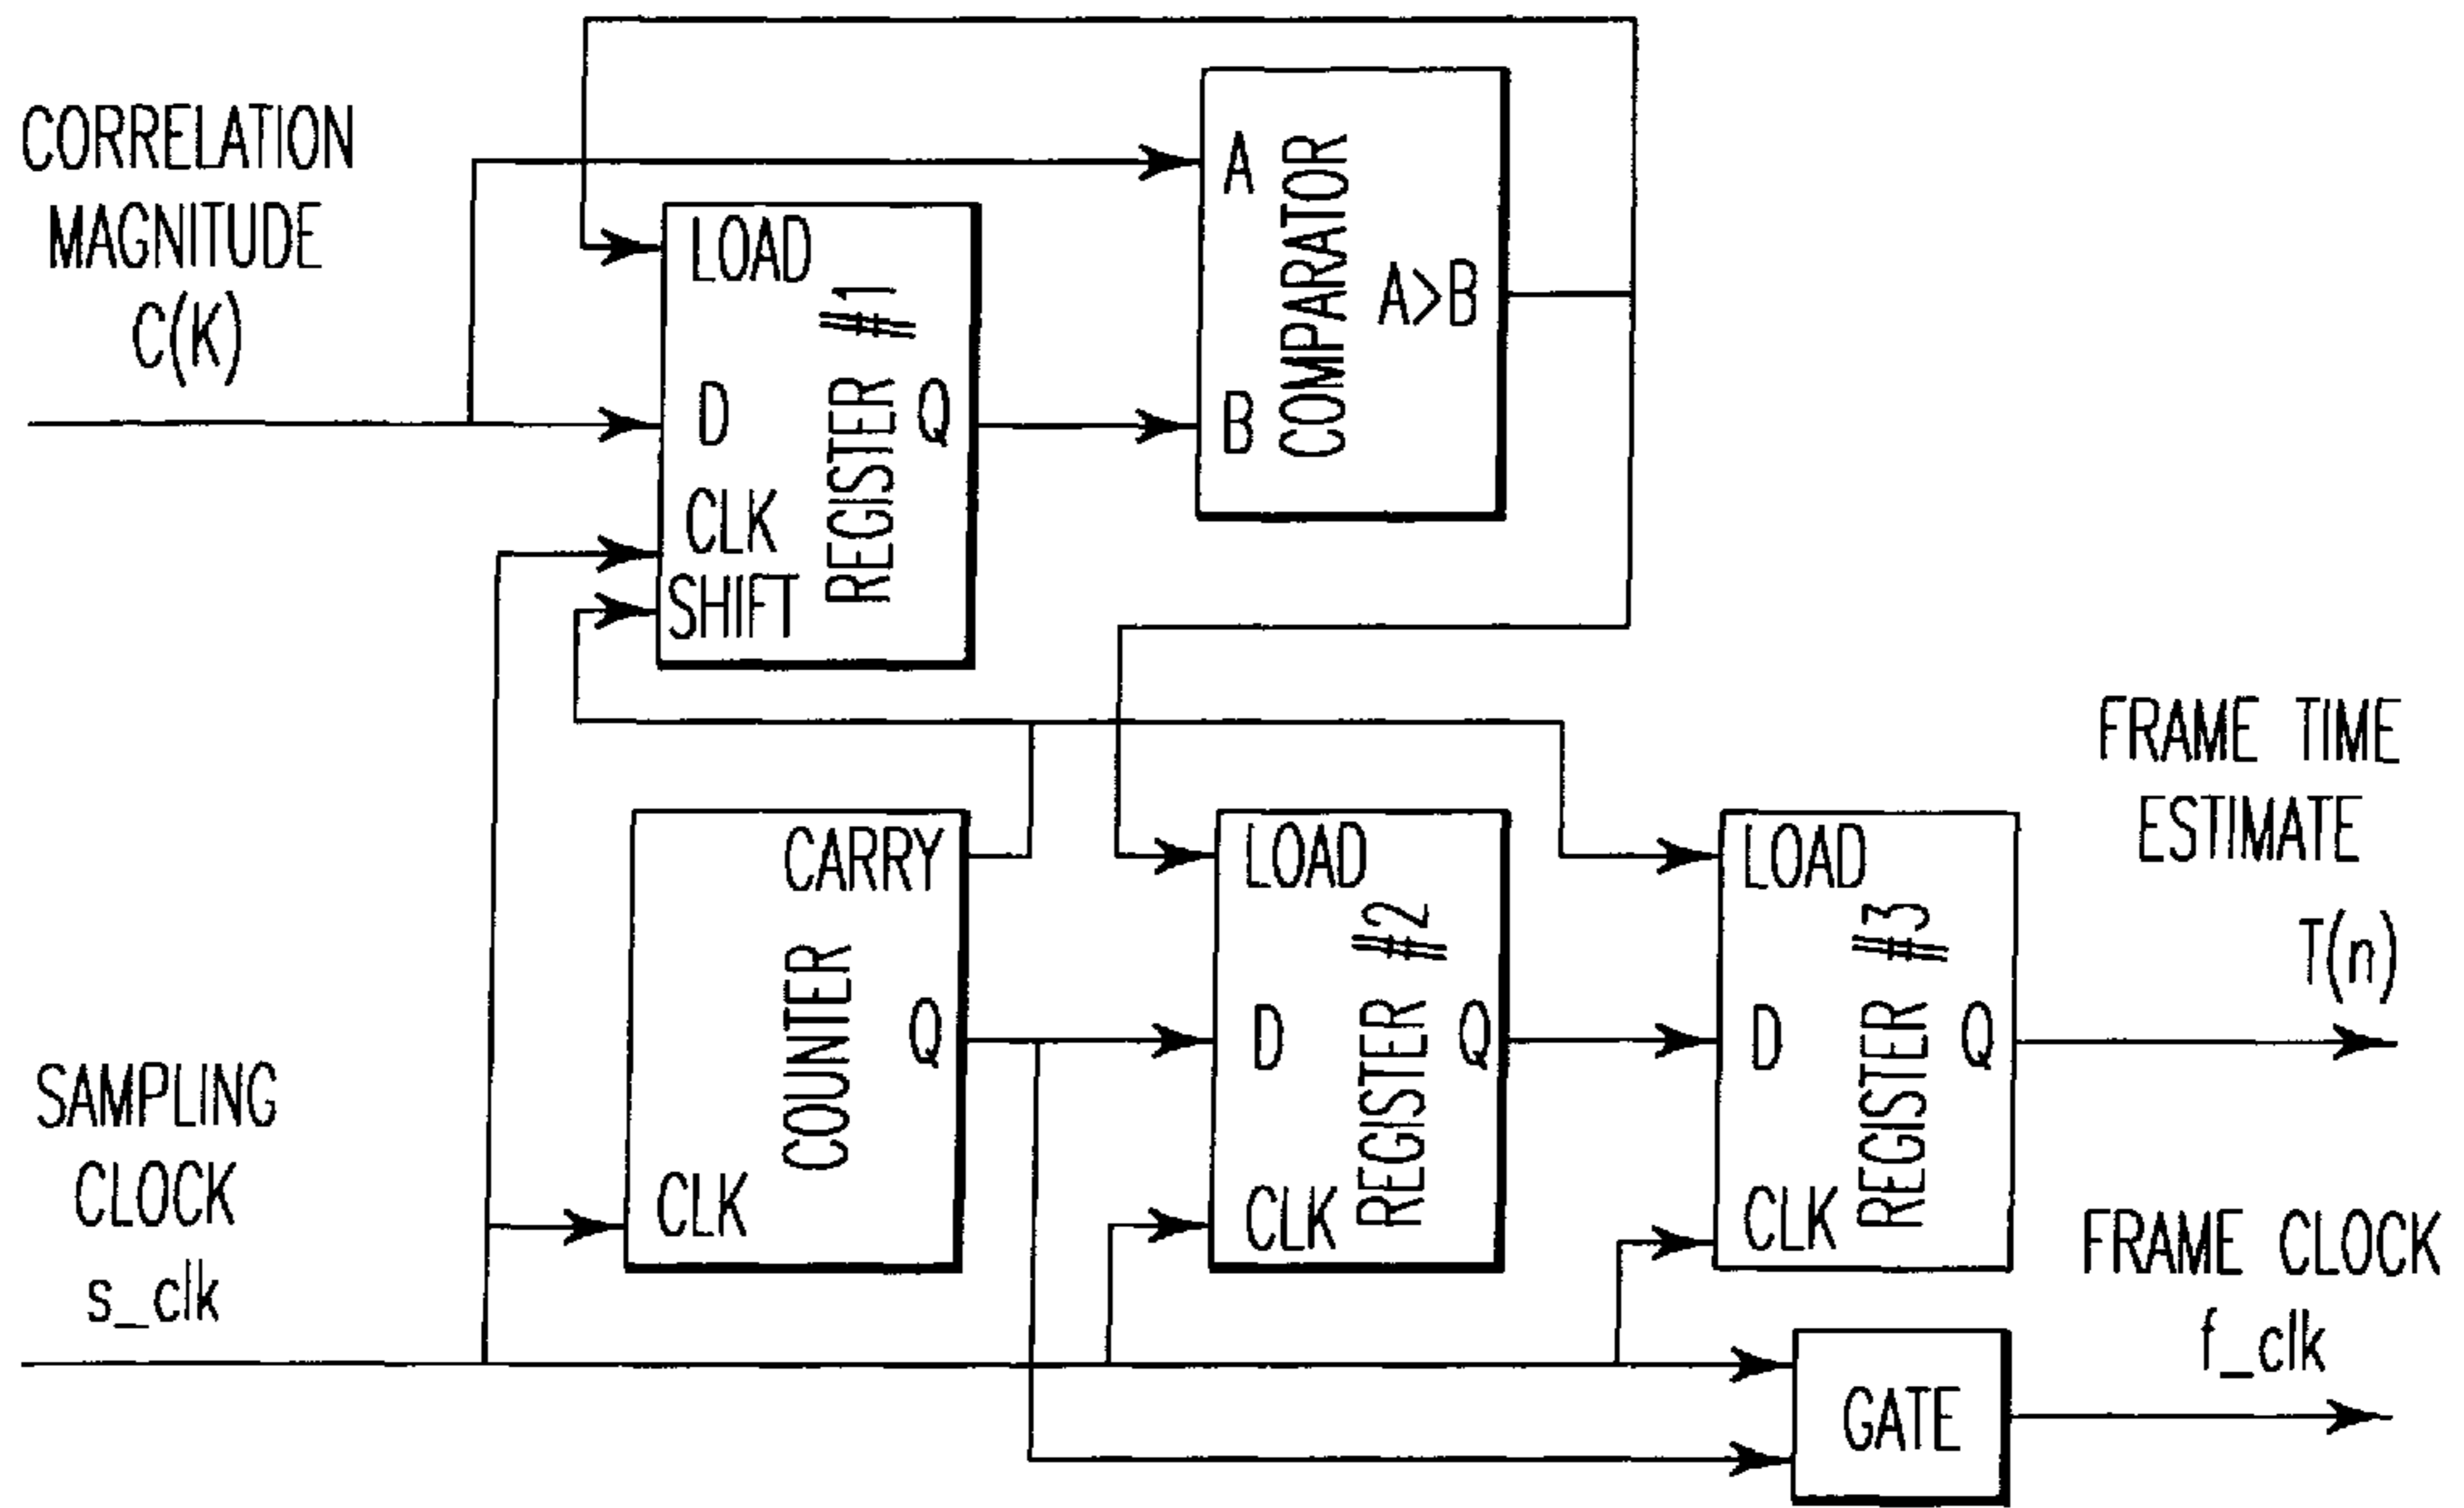 CORRELATION
MAGNITUDE
C(K)
LOAD
D
CLK
SHIFT
REGISTER #1
Q
A
B
COMPARATOR
A>B
SAMPLING
CLOCK
s_clk
CARRY
COUNTER
Q
CLK
LOAD
D
CLK
REGISTER #2
Q
LOAD
D
CLK
REGISTER #3
Q
FRAME TIME
ESTIMATE
T(n)
FRAME CLOCK
f_clk
GATE